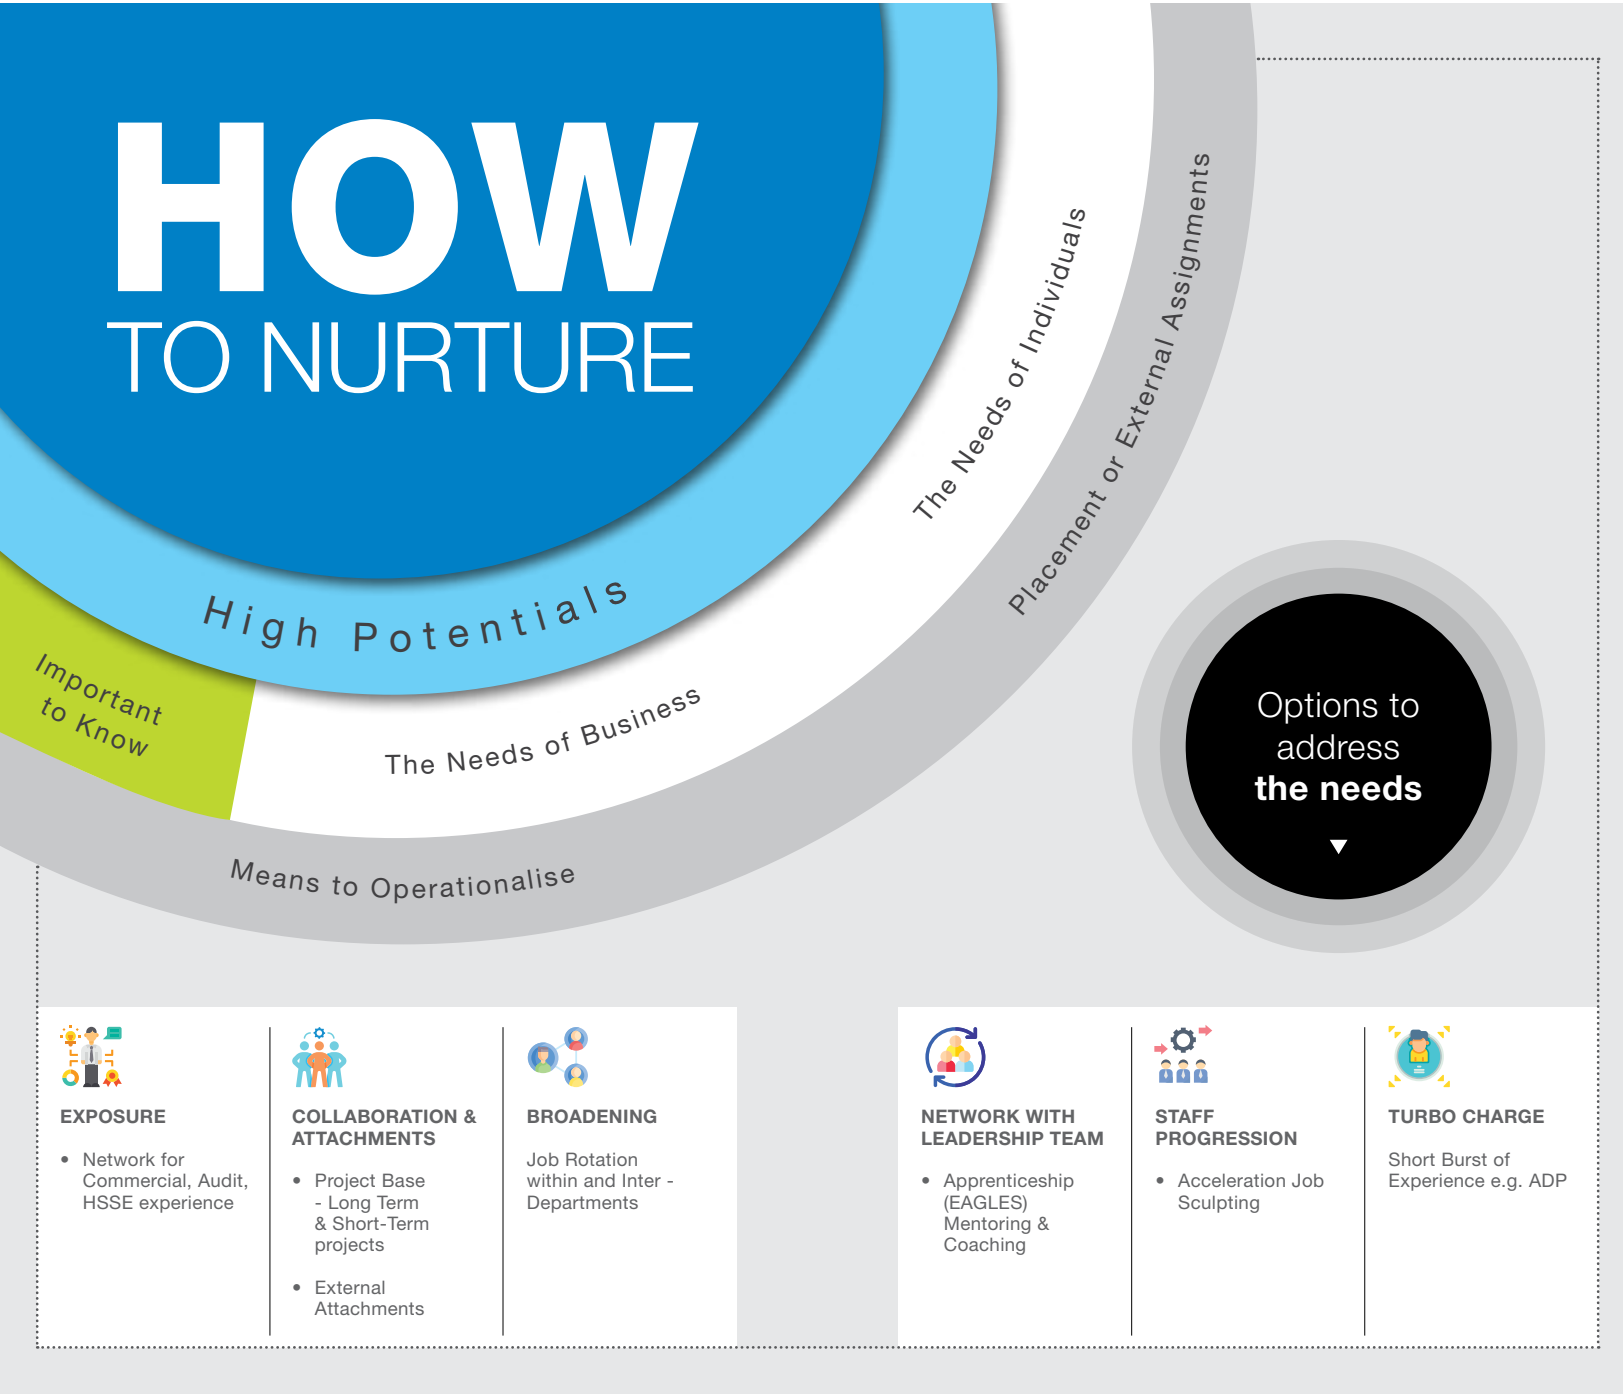 HOW
TO NURTURE
High Potentials
Important
to Know
The Needs of Business
The Needs of Individuals
Means to Operationalise
Placement or External Assignments
Options to
address
the needs
EXPOSURE
• Network for
Commercial, Audit,
HSSE experience
COLLABORATION &
ATTACHMENTS
• Project Base
- Long Term
& Short-Term
projects
• External
Attachments
BROADENING
Job Rotation
within and Inter -
Departments
NETWORK WITH
LEADERSHIP TEAM
• Apprenticeship
(EAGLES)
Mentoring &
Coaching
STAFF
PROGRESSION
• Acceleration Job
Sculpting
TURBO CHARGE
Short Burst of
Experience e.g. ADP